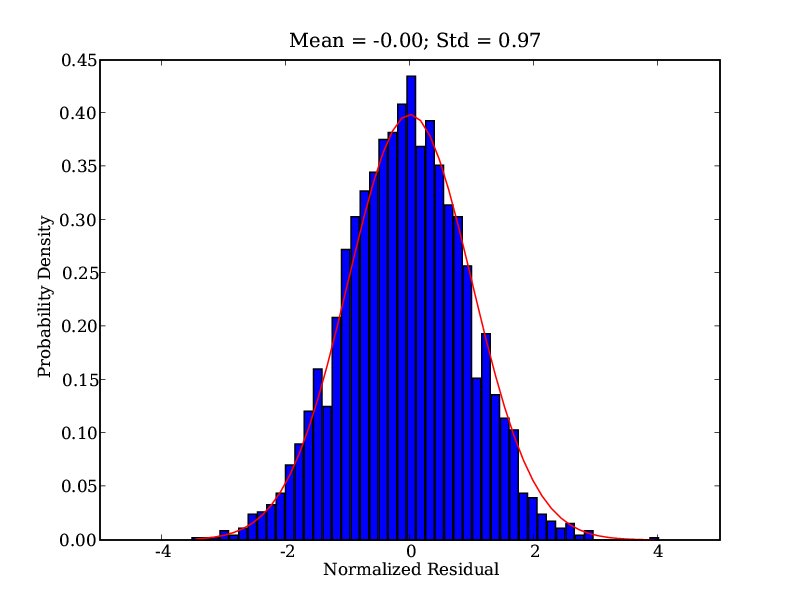 Mean = -0.00; Std = 0.97
Probability Density
0.45
0.40
0.35
0.30
0.25
0.20
0.15
0.10
0.05
0.00
-4 -2 0 2 4
Normalized Residual